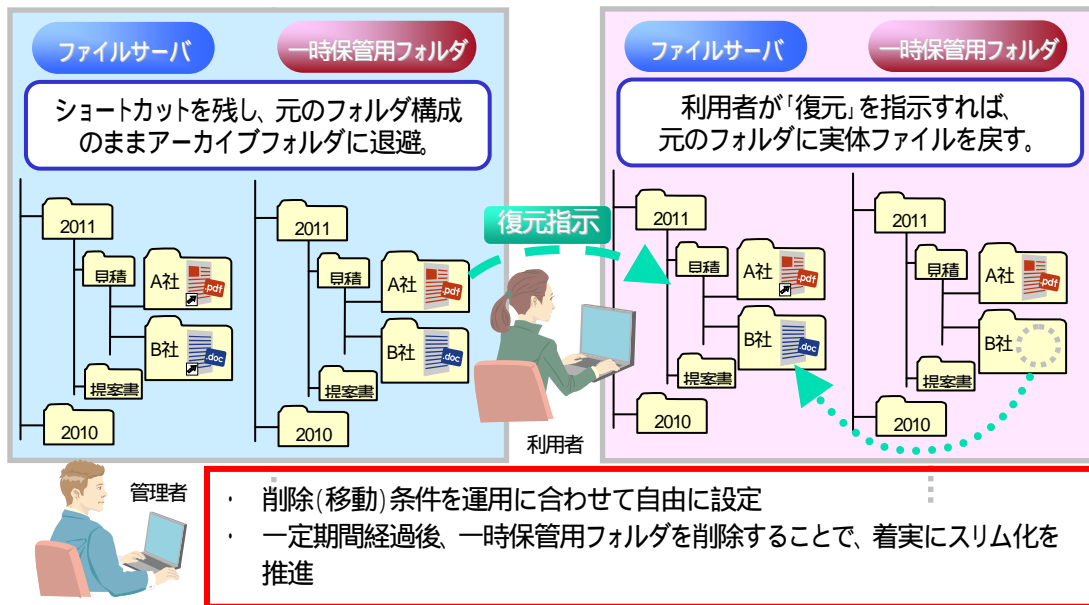 ファイルサーバ
一時保管用フォルダ
ショートカットを残し、元のフォルダ構成
のままアーカイブフォルダに退避。
2011
見積
A社
.pdf
B社
.doc
提案書
2010
2011
見積
A社
.pdf
B社
.doc
提案書
2010
復元指示
利用者
ファイルサーバ
一時保管用フォルダ
利用者が「復元」を指示すれば、
元のフォルダに実体ファイルを戻す。
2011
見積
A社
.pdf
B社
.doc
提案書
2010
2011
見積
A社
.pdf
B社
提案書
2010
管理者
・ 削除(移動)条件を運用に合わせて自由に設定
・ 一定期間経過後、一時保管用フォルダを削除することで、着実にスリム化を
推進